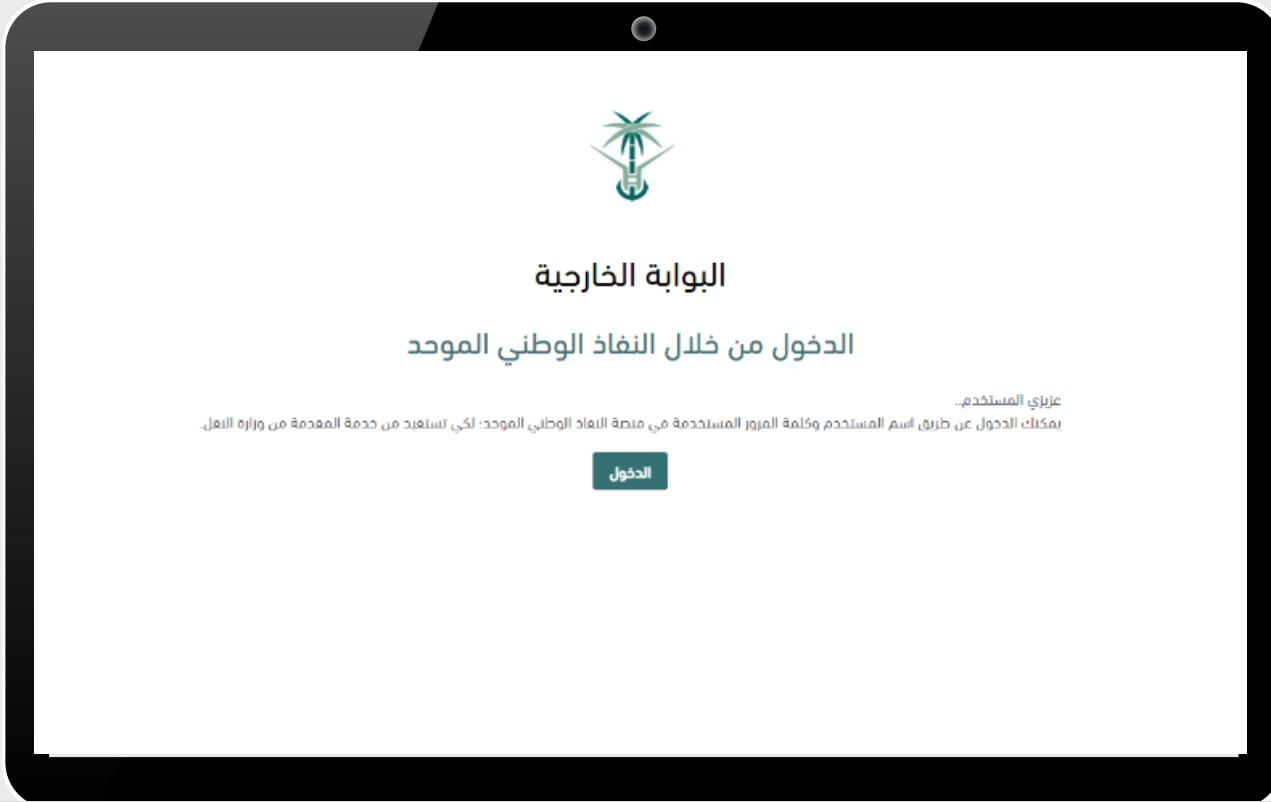 البوابة الخارجية
الدخول من خلال النفاذ الوطني الموحد
عزيزي المستخدم..
يمكنك الدخول عن طريق اسم المستخدم وكلمة المرور المستخدمة في منصة النفاذ الوطني الموحد؛ لكي تستفيد من خدمة المقدمة من وزارة النقل.
الدخول